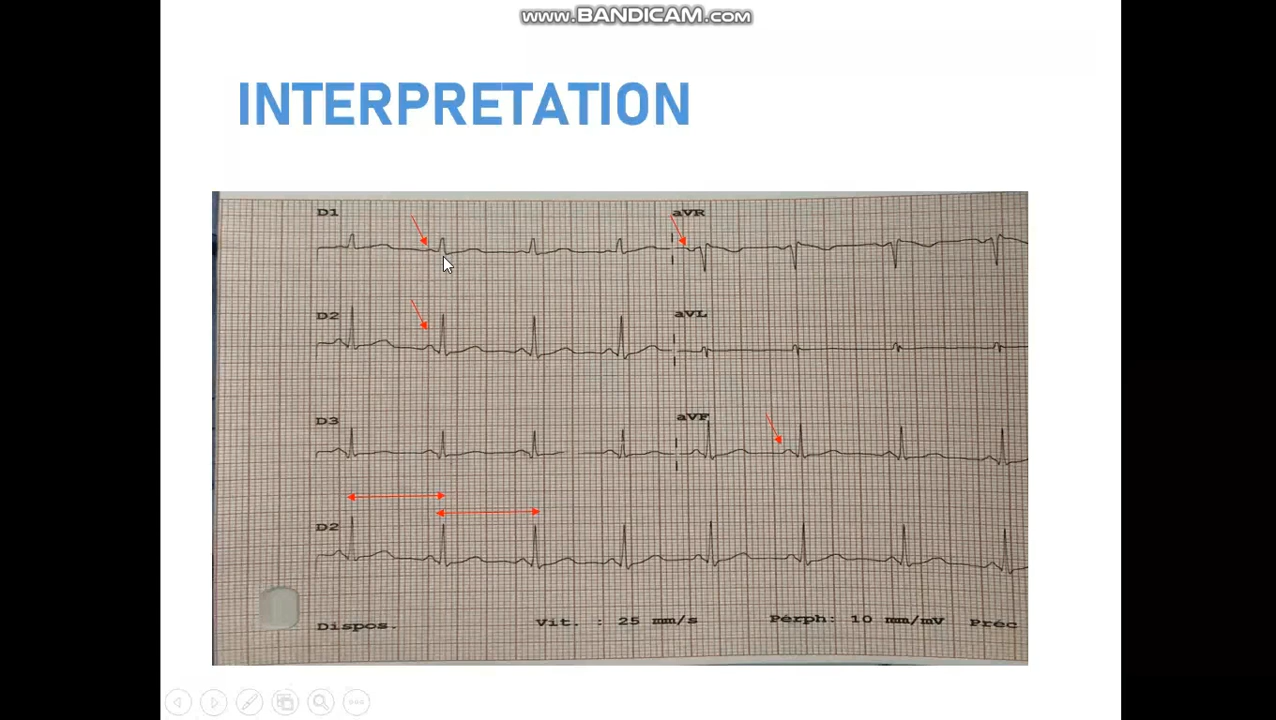 www.BANDICAM.com
INTERPRETATION
D1
aVR
D2
aVL
D3
aVF
D2
Dispos.
Vit. : 25 mm/s
Pérph: 10 mm/mV
Préc